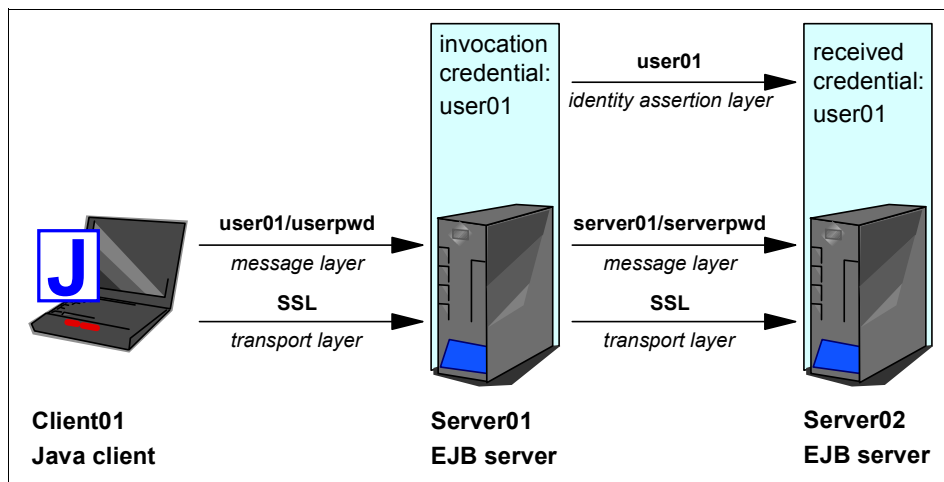 invocation
credential:
user01
user01
identity assertion layer
received
credential:
user01
J
user01/userpwd
message layer
SSL
transport layer
server01/serverpwd
message layer
SSL
transport layer
Client01
Java client
Server01
EJB server
Server02
EJB server